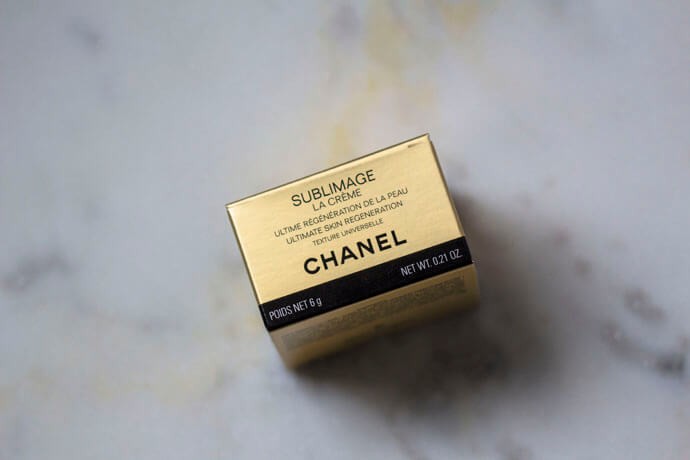 SUBLIMAGE
LA CRÈME
ULTIME RÉGÉNÉRATION DE LA PEAU
ULTIMATE SKIN REGENERATION
TEXTURE UNIVERSELLE
CHANEL
POIDS NET 6 g NET WT. 0.21 OZ.